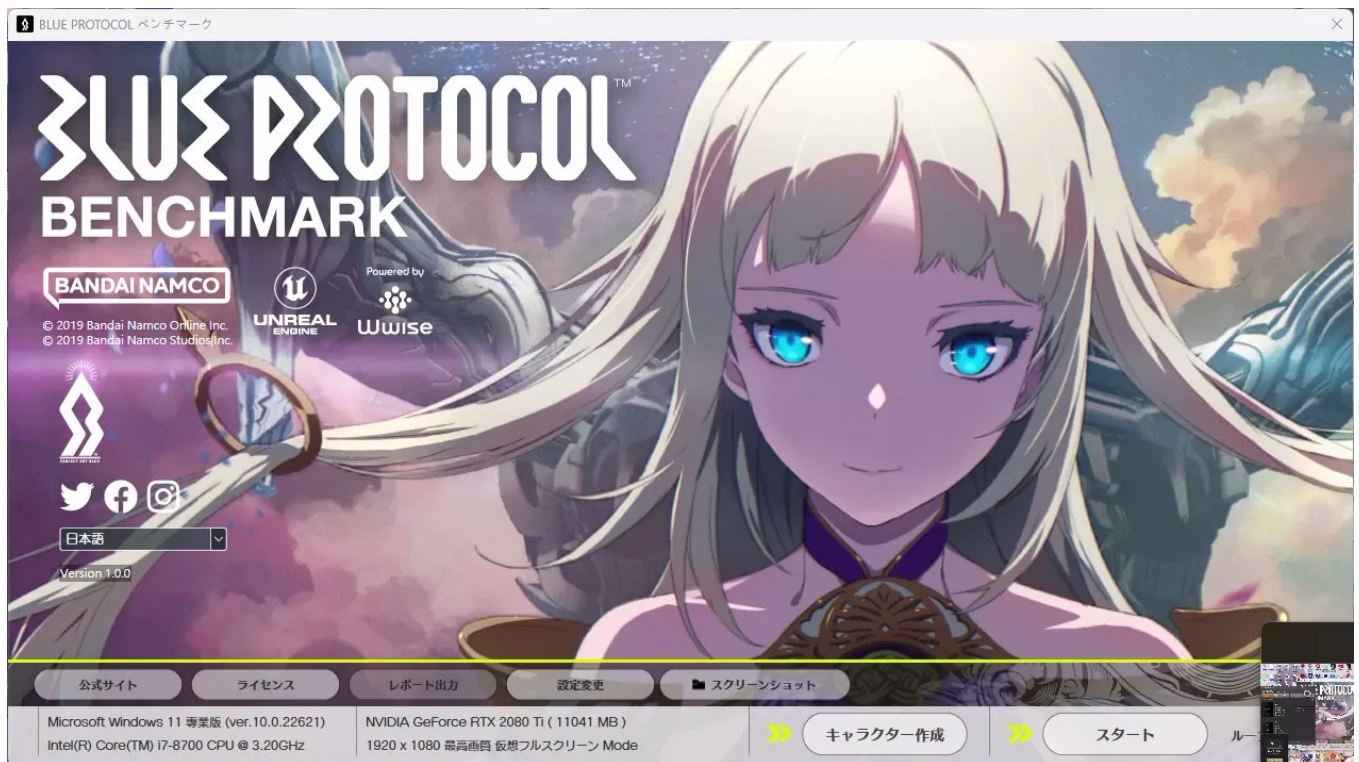 BLUE PROTOCOL ベンチマーク
BLUE PROTOCOL™
BENCHMARK
BANDAI NAMCO
UNREAL
ENGINE
Powered by
Wwise
© 2019 Bandai Namco Online Inc.
© 2019 Bandai Namco Studios Inc.
PROJECT SKY BLUE
日本語
Version 1.0.0
公式サイト
ライセンス
レポート出力
設定変更
スクリーンショット
Microsoft Windows 11 專業版 (ver.10.0.22621)
Intel(R) Core(TM) i7-8700 CPU @ 3.20GHz
NVIDIA GeForce RTX 2080 Ti ( 11041 MB )
1920 x 1080 最高画質 仮想フルスクリーン Mode
キャラクター作成
スタート